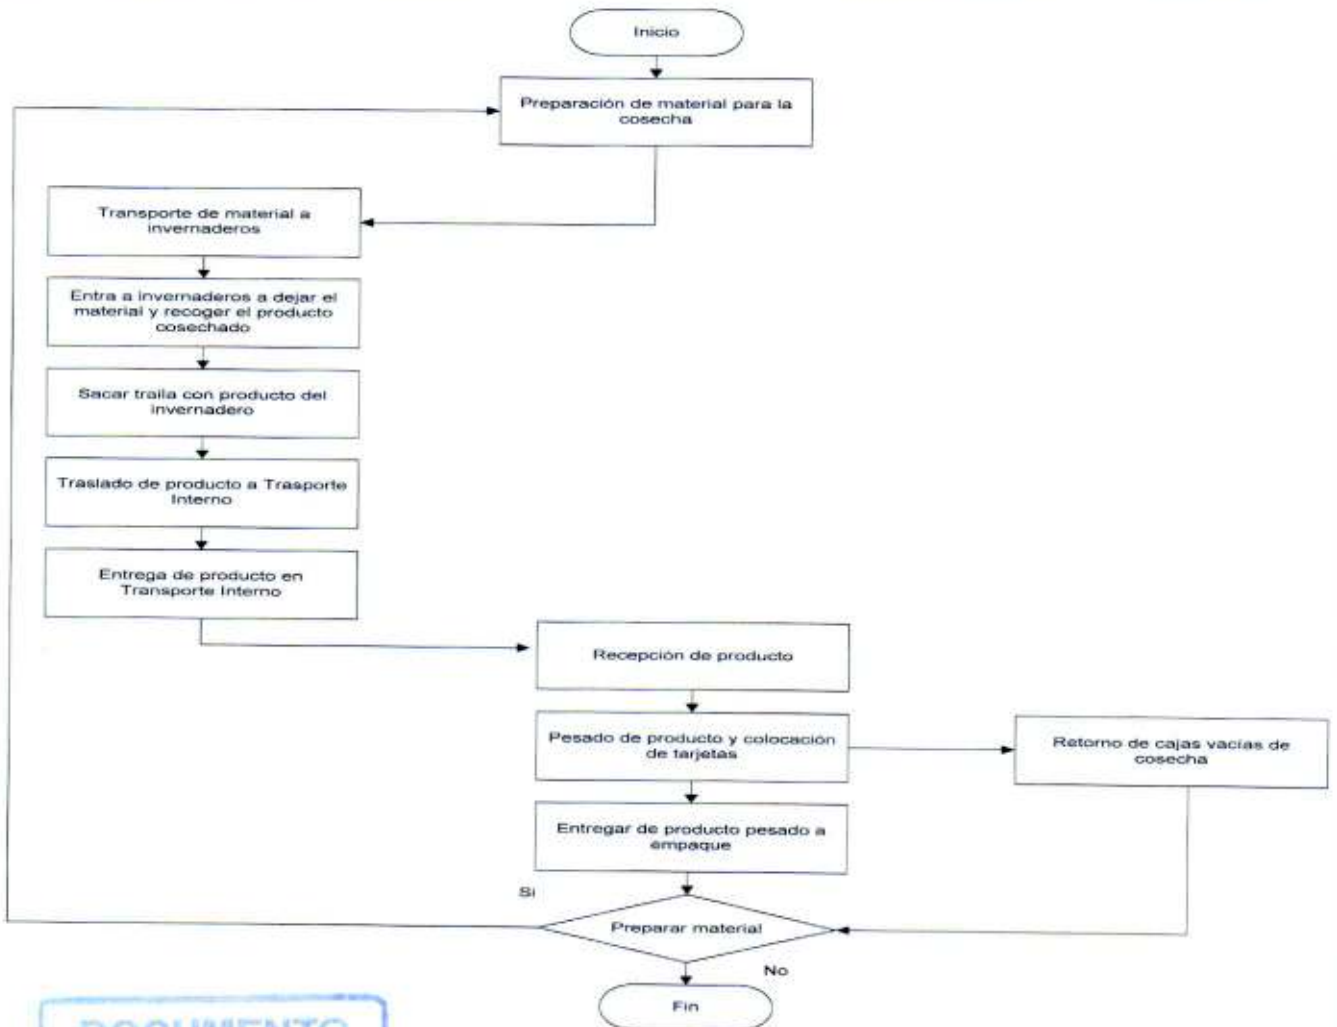 Inicio
Preparación de material para la
cosecha
Transporte de material a
invernaderos
Entra a invernaderos a dejar el
material y recoger el producto
cosechado
Sacar traila con producto del
invernadero
Traslado de producto a Trasporte
Interno
Entrega de producto en
Transporte Interno
Recepción de producto
Pesado de producto y colocación
de tarjetas
Retorno de cajas vacías de
cosecha
Entregar de producto pesado a
empaque
Si
Preparar material
No
Fin
DOCUMENTO